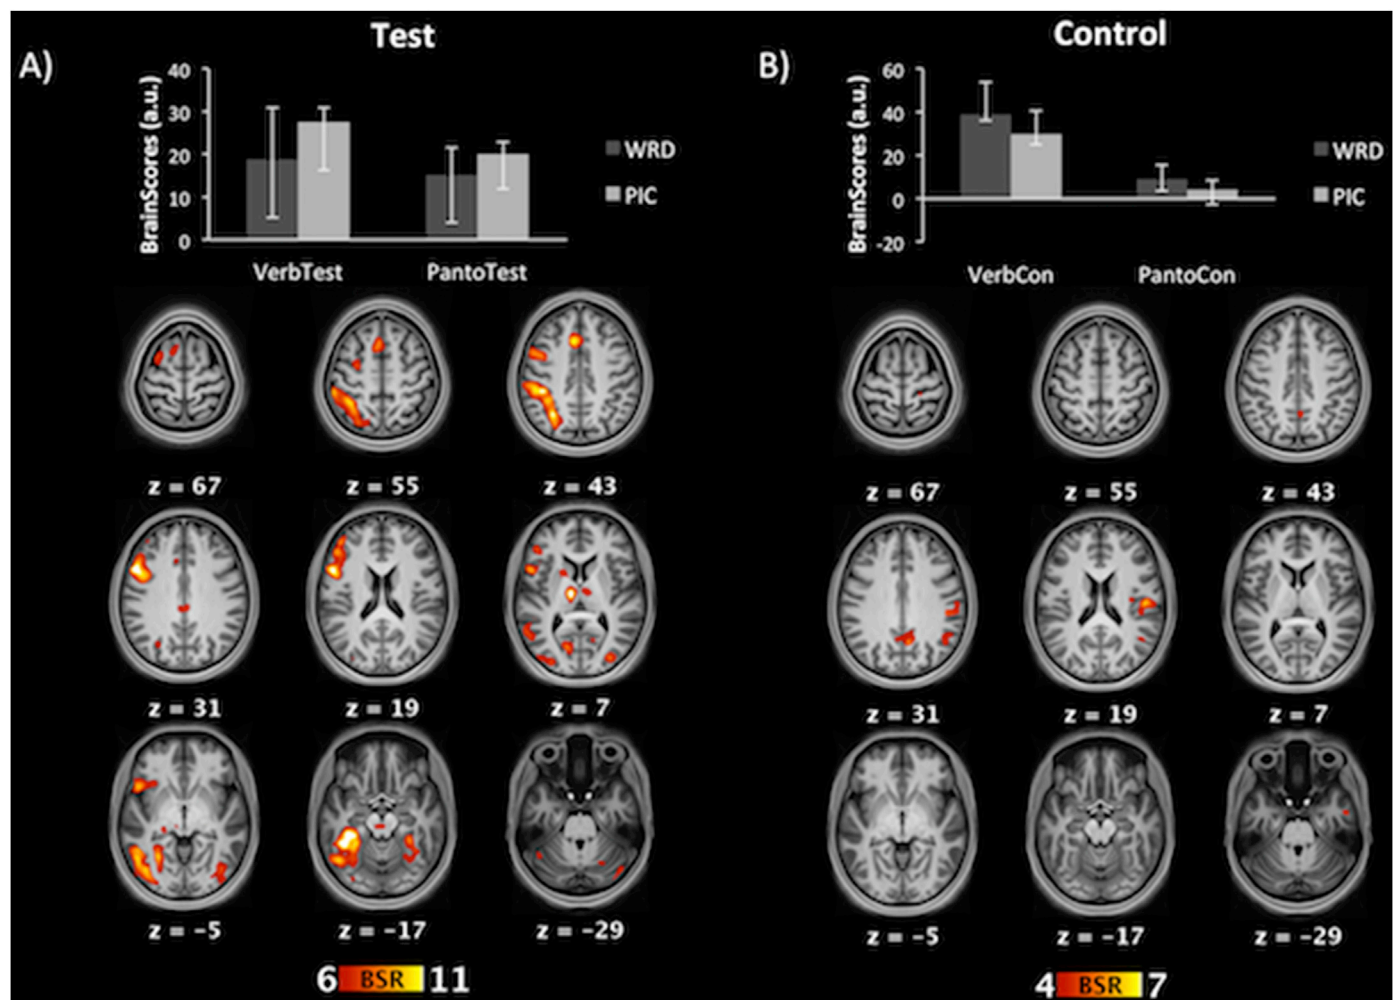 A)
Test
BrainScores (a.u.)
40
30
20
10
0
WRD
PIC
VerbTest PantoTest
z = 67 z = 55 z = 43
z = 31 z = 19 z = 7
z = -5 z = -17 z = -29
6 BSR 11
B)
Control
BrainScores (a.u.)
60
40
20
0
-20
WRD
PIC
VerbCon PantoCon
z = 67 z = 55 z = 43
z = 31 z = 19 z = 7
z = -5 z = -17 z = -29
4 BSR 7